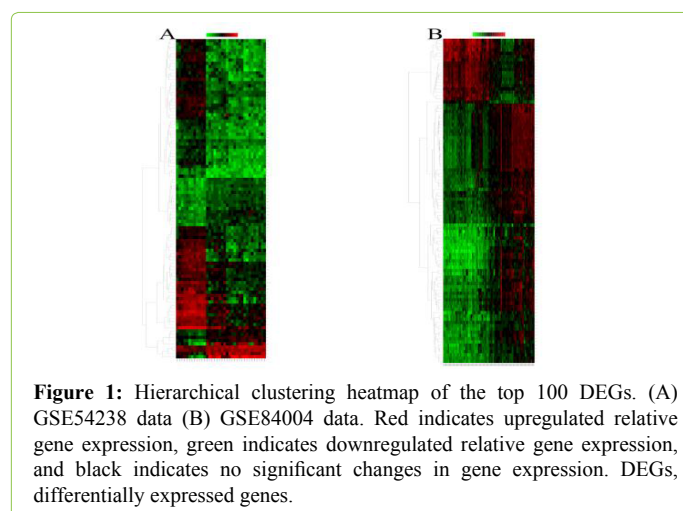 A
B
Figure 1: Hierarchical clustering heatmap of the top 100 DEGs. (A)
GSE54238 data (B) GSE84004 data. Red indicates upregulated relative
gene expression, green indicates downregulated relative gene expression,
and black indicates no significant changes in gene expression. DEGs,
differentially expressed genes.